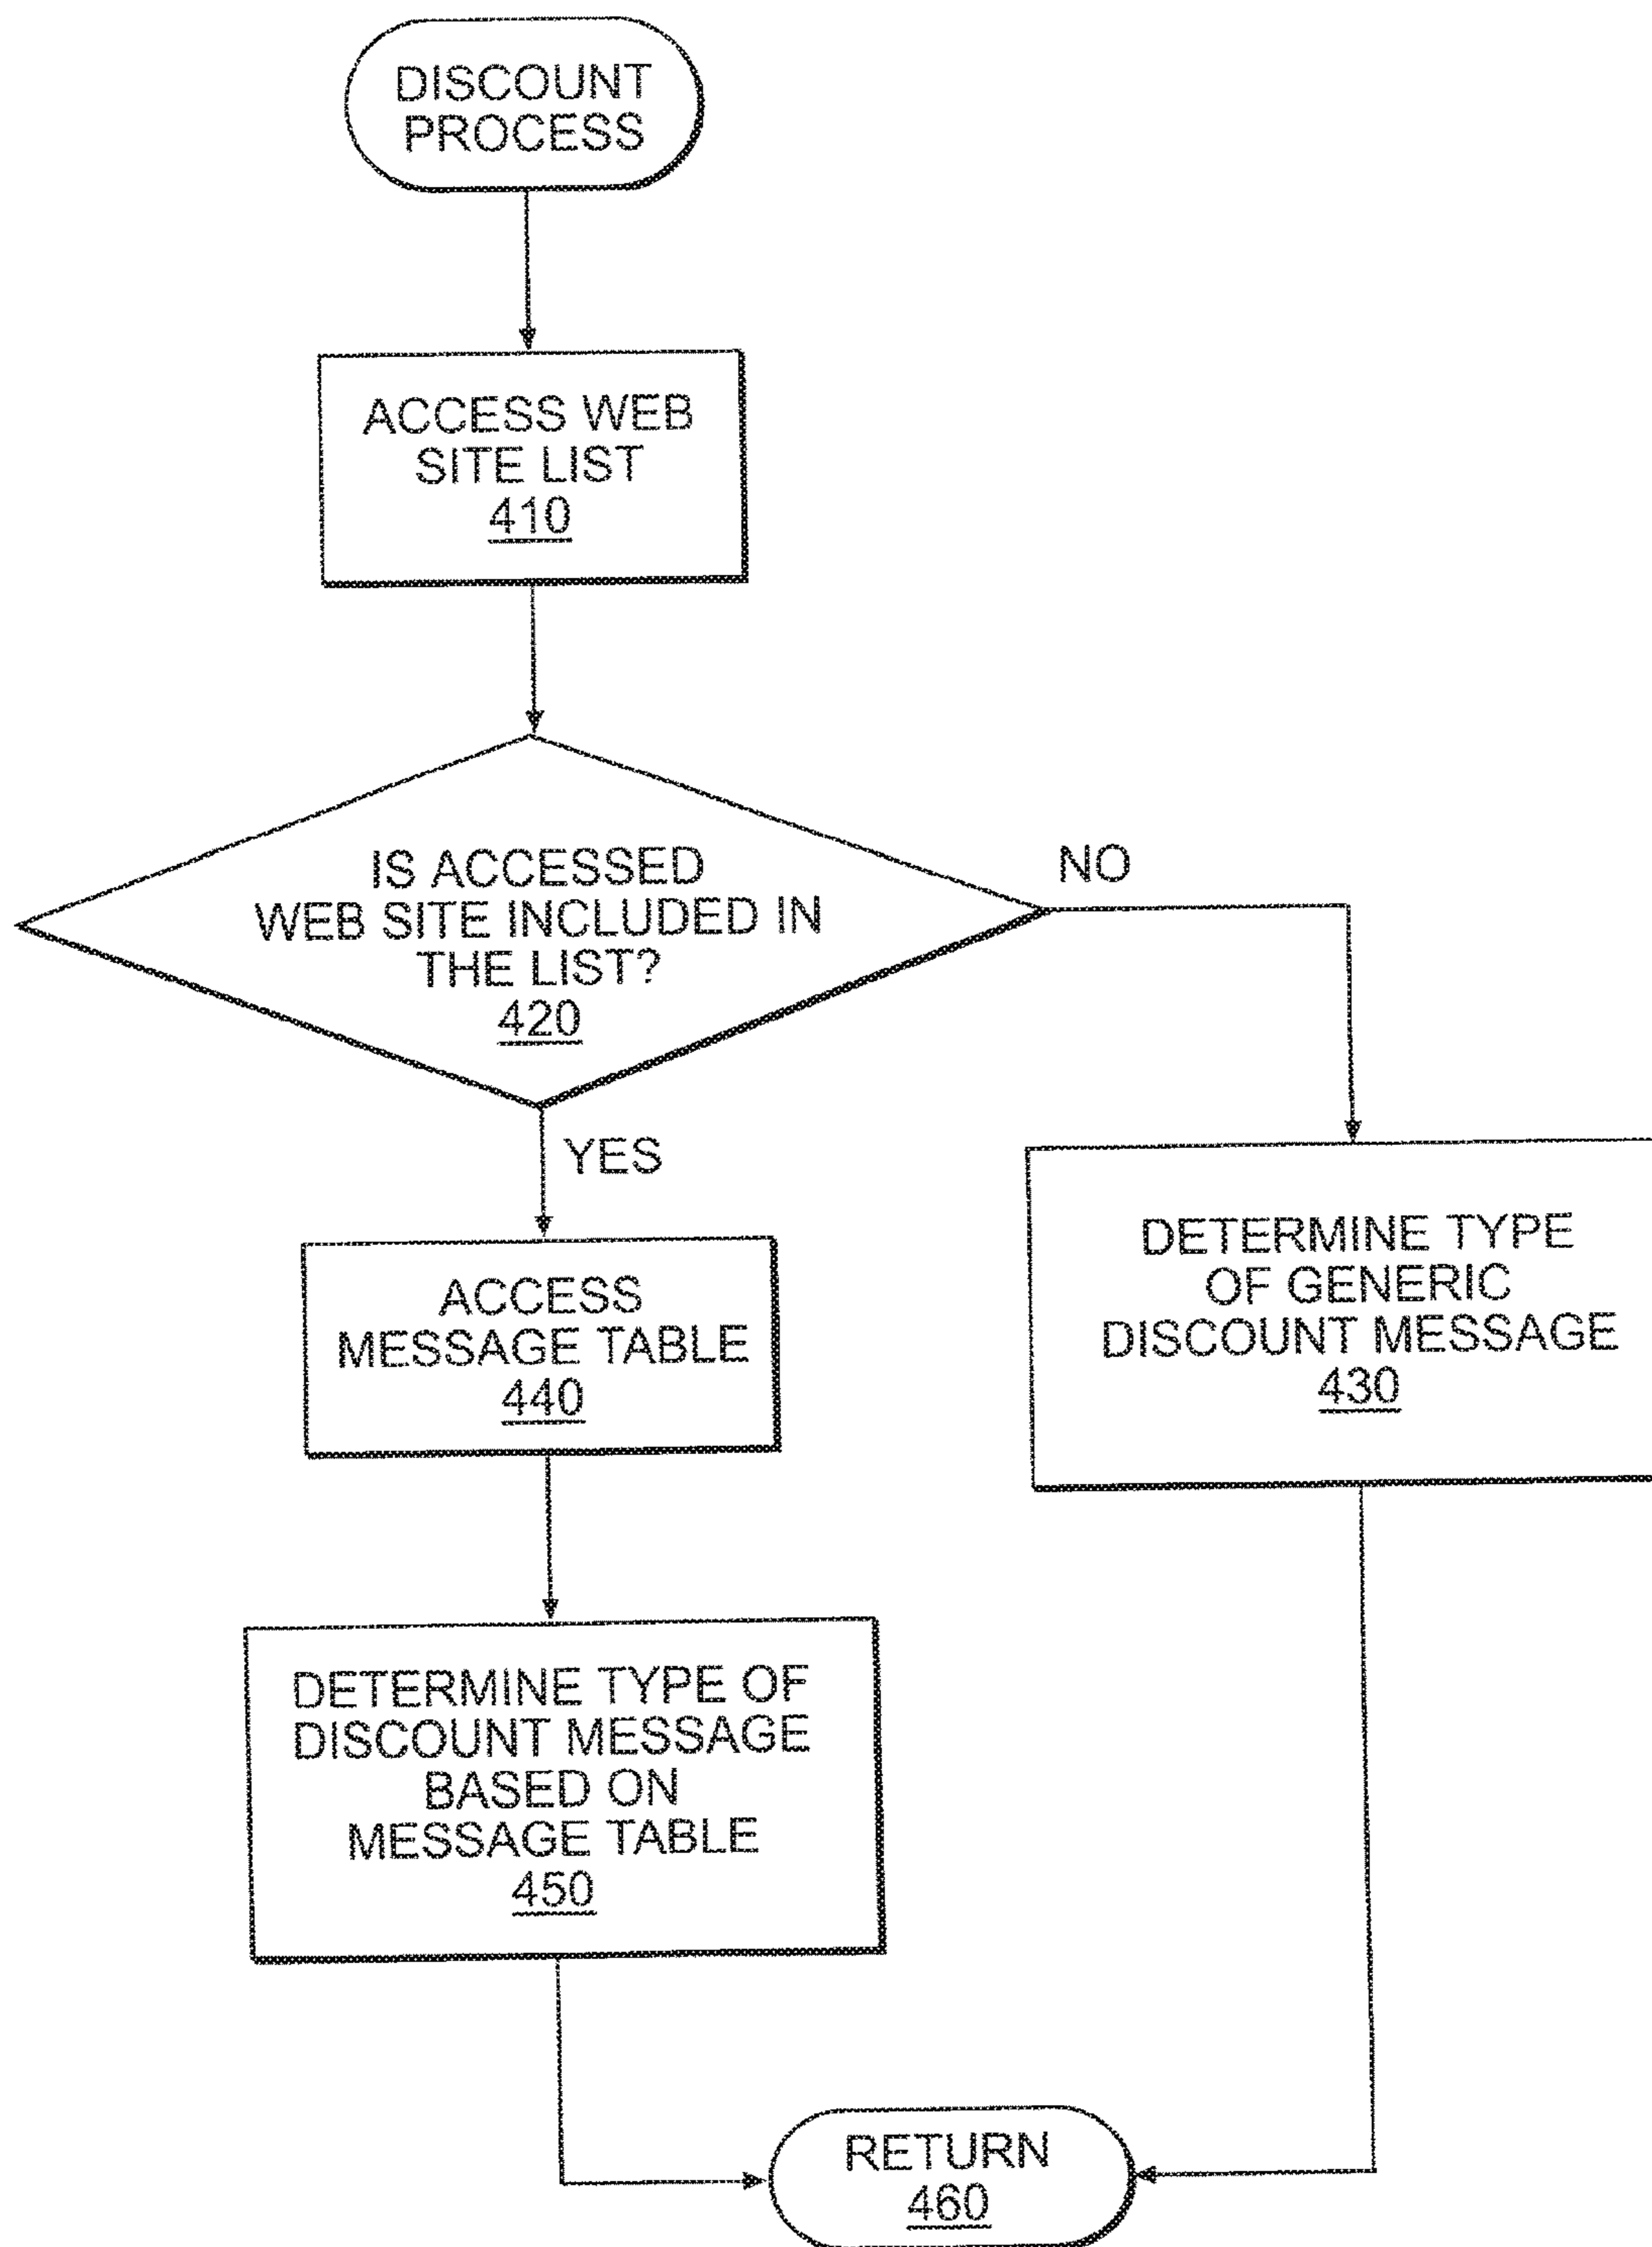 DISCOUNT
PROCESS
ACCESS WEB
SITE LIST
410
IS ACCESSED
WEB SITE INCLUDED IN
THE LIST?
420
NO
YES
ACCESS
MESSAGE TABLE
440
DETERMINE TYPE
OF GENERIC
DISCOUNT MESSAGE
430
DETERMINE TYPE OF
DISCOUNT MESSAGE
BASED ON
MESSAGE TABLE
450
RETURN
460